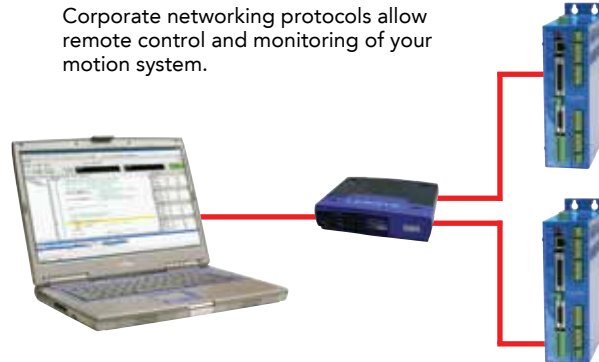 Corporate networking protocols allow
remote control and monitoring of your
motion system.